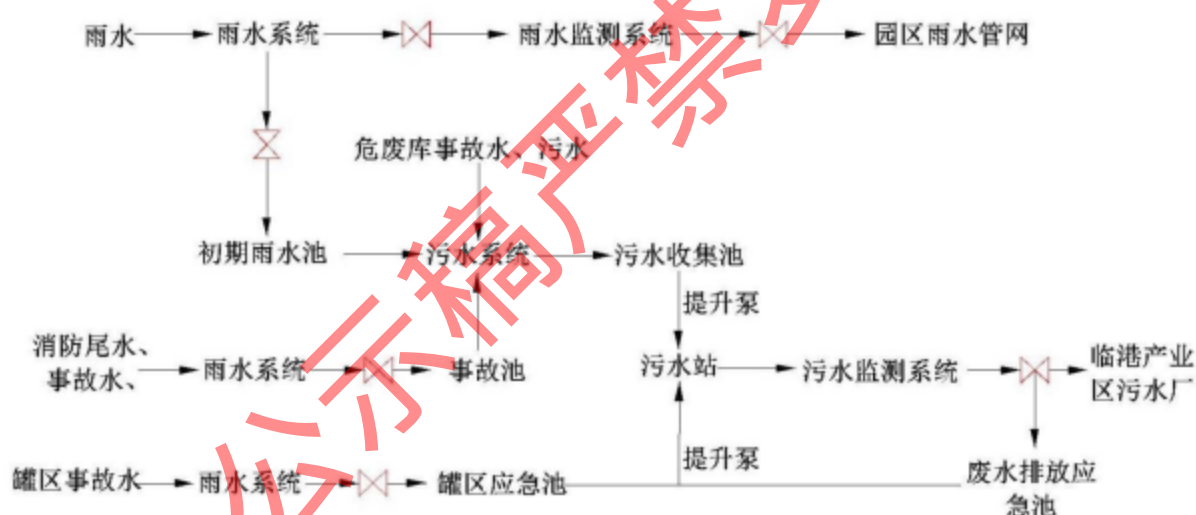 雨水 雨水系统 雨水监测系统 园区雨水管网
危废库事故水、污水
初期雨水池 污水系统 污水收集池
提升泵
消防尾水、
事故水、
雨水系统 事故池 污水站 污水监测系统
临港产业
区污水厂
提升泵
罐区事故水 雨水系统 罐区应急池
废水排放应
急池
公示稿严禁